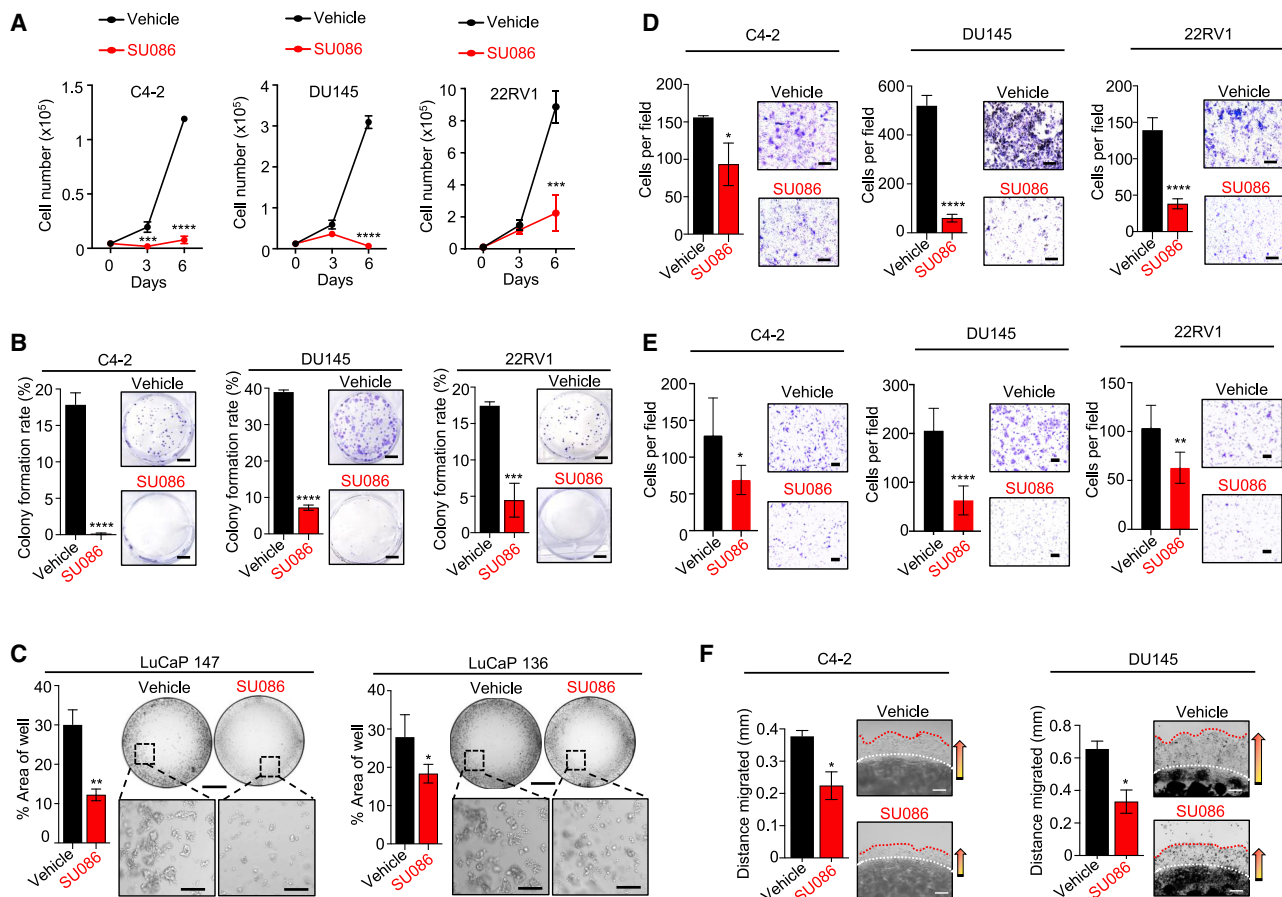 A
Vehicle
SU086
Vehicle
SU086
Vehicle
SU086
C4-2
Cell number (x10⁵)
1.5
1
0.5
0
0 3 6
Days
***
****
DU145
Cell number (x10⁵)
4
3
2
1
0
0 3 6
Days
****
22RV1
Cell number (x10⁵)
10
8
6
4
2
0
0 3 6
Days
***
B
C4-2
Colony formation rate (%)
20
15
10
5
0
****
Vehicle
SU086
Vehicle
SU086
DU145
Colony formation rate (%)
40
30
20
10
0
****
Vehicle
SU086
Vehicle
SU086
22RV1
Colony formation rate (%)
20
15
10
5
0
***
Vehicle
SU086
Vehicle
SU086
C
LuCaP 147
% Area of well
40
30
20
10
0
**
Vehicle
SU086
Vehicle
SU086
LuCaP 136
% Area of well
40
30
20
10
0
*
Vehicle
SU086
Vehicle
SU086
D
C4-2
Cells per field
200
150
100
50
0
*
Vehicle
SU086
Vehicle
SU086
DU145
Cells per field
600
400
200
0
****
Vehicle
SU086
Vehicle
SU086
22RV1
Cells per field
200
150
100
50
0
****
Vehicle
SU086
Vehicle
SU086
E
C4-2
Cells per field
200
150
100
50
0
*
Vehicle
SU086
Vehicle
SU086
DU145
Cells per field
300
200
100
0
****
Vehicle
SU086
Vehicle
SU086
22RV1
Cells per field
150
100
50
0
**
Vehicle
SU086
Vehicle
SU086
F
C4-2
Distance migrated (mm)
0.4
0.3
0.2
0.4
0
*
Vehicle
SU086
Vehicle
SU086
DU145
Distance migrated (mm)
0.8
0.6
0.4
0.2
0
*
Vehicle
SU086
Vehicle
SU086